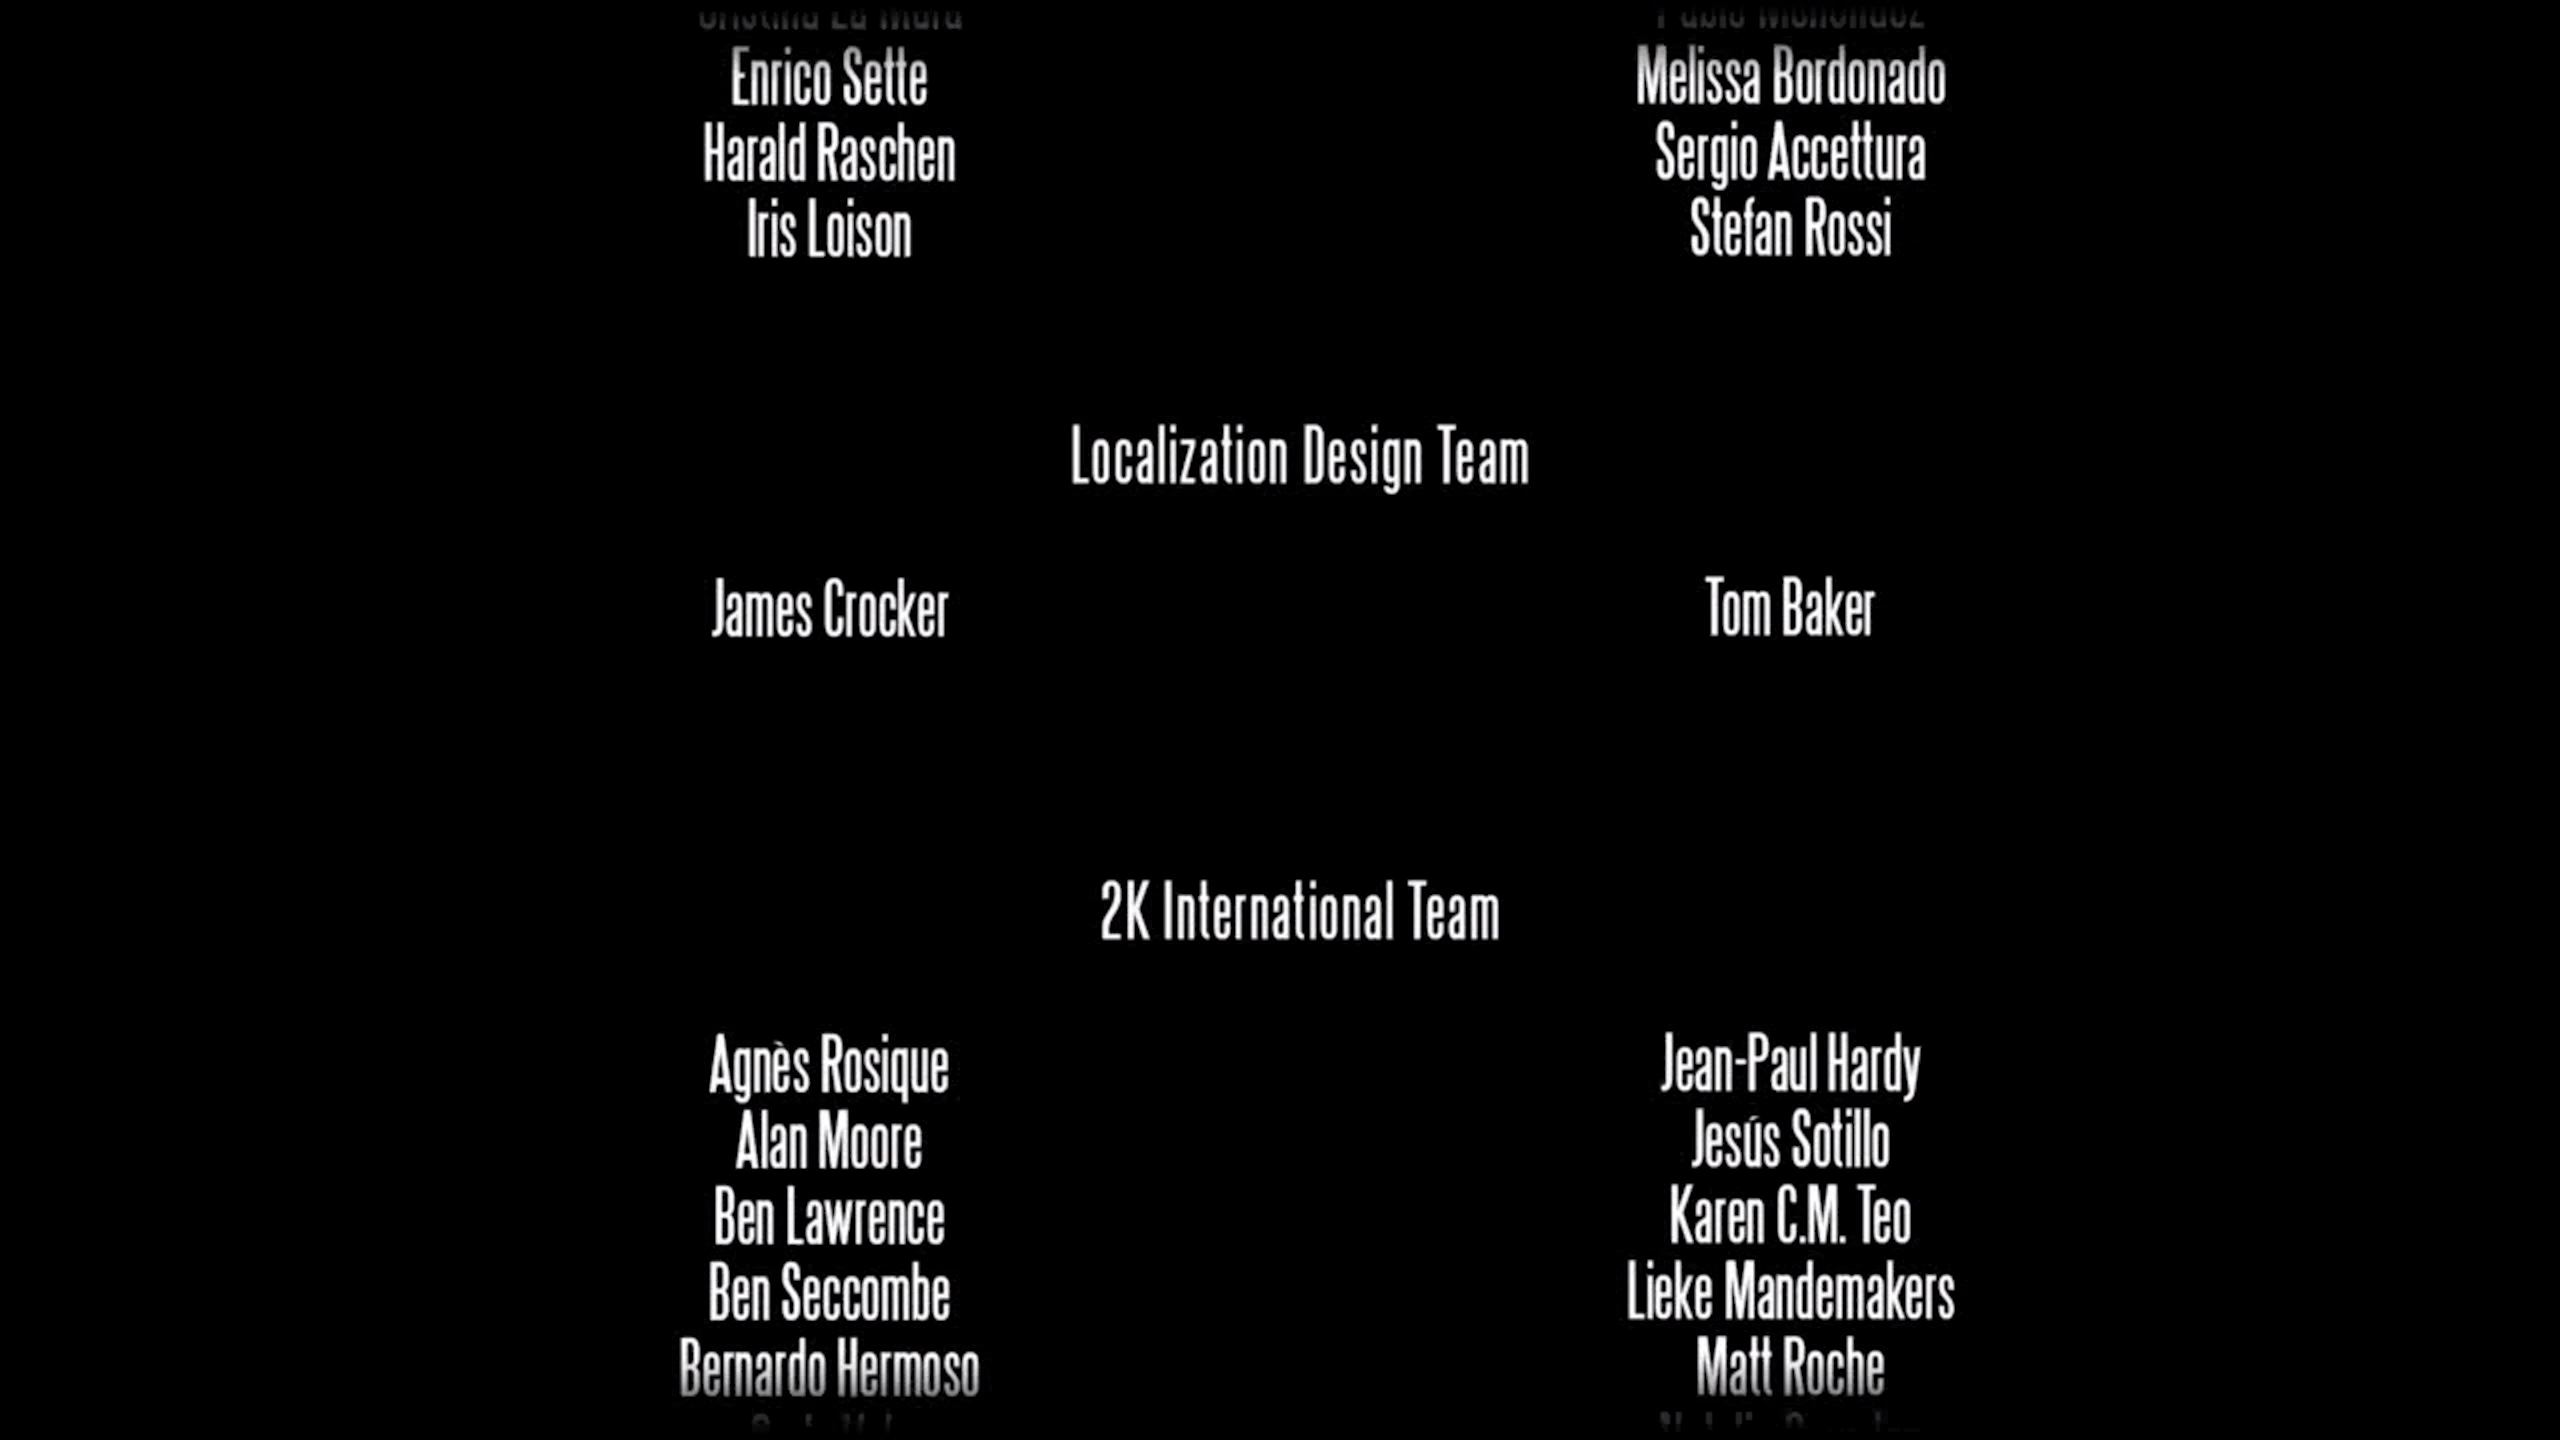 Enrico Sette
Melissa Bordonado
Harald Raschen
Sergio Accettura
Iris Loison
Stefan Rossi
Localization Design Team
James Crocker
Tom Baker
2K International Team
Agnès Rosique
Jean-Paul Hardy
Alan Moore
Jesús Sotillo
Ben Lawrence
Karen C.M. Teo
Ben Seccombe
Lieke Mandemakers
Bernardo Hermoso
Matt Roche